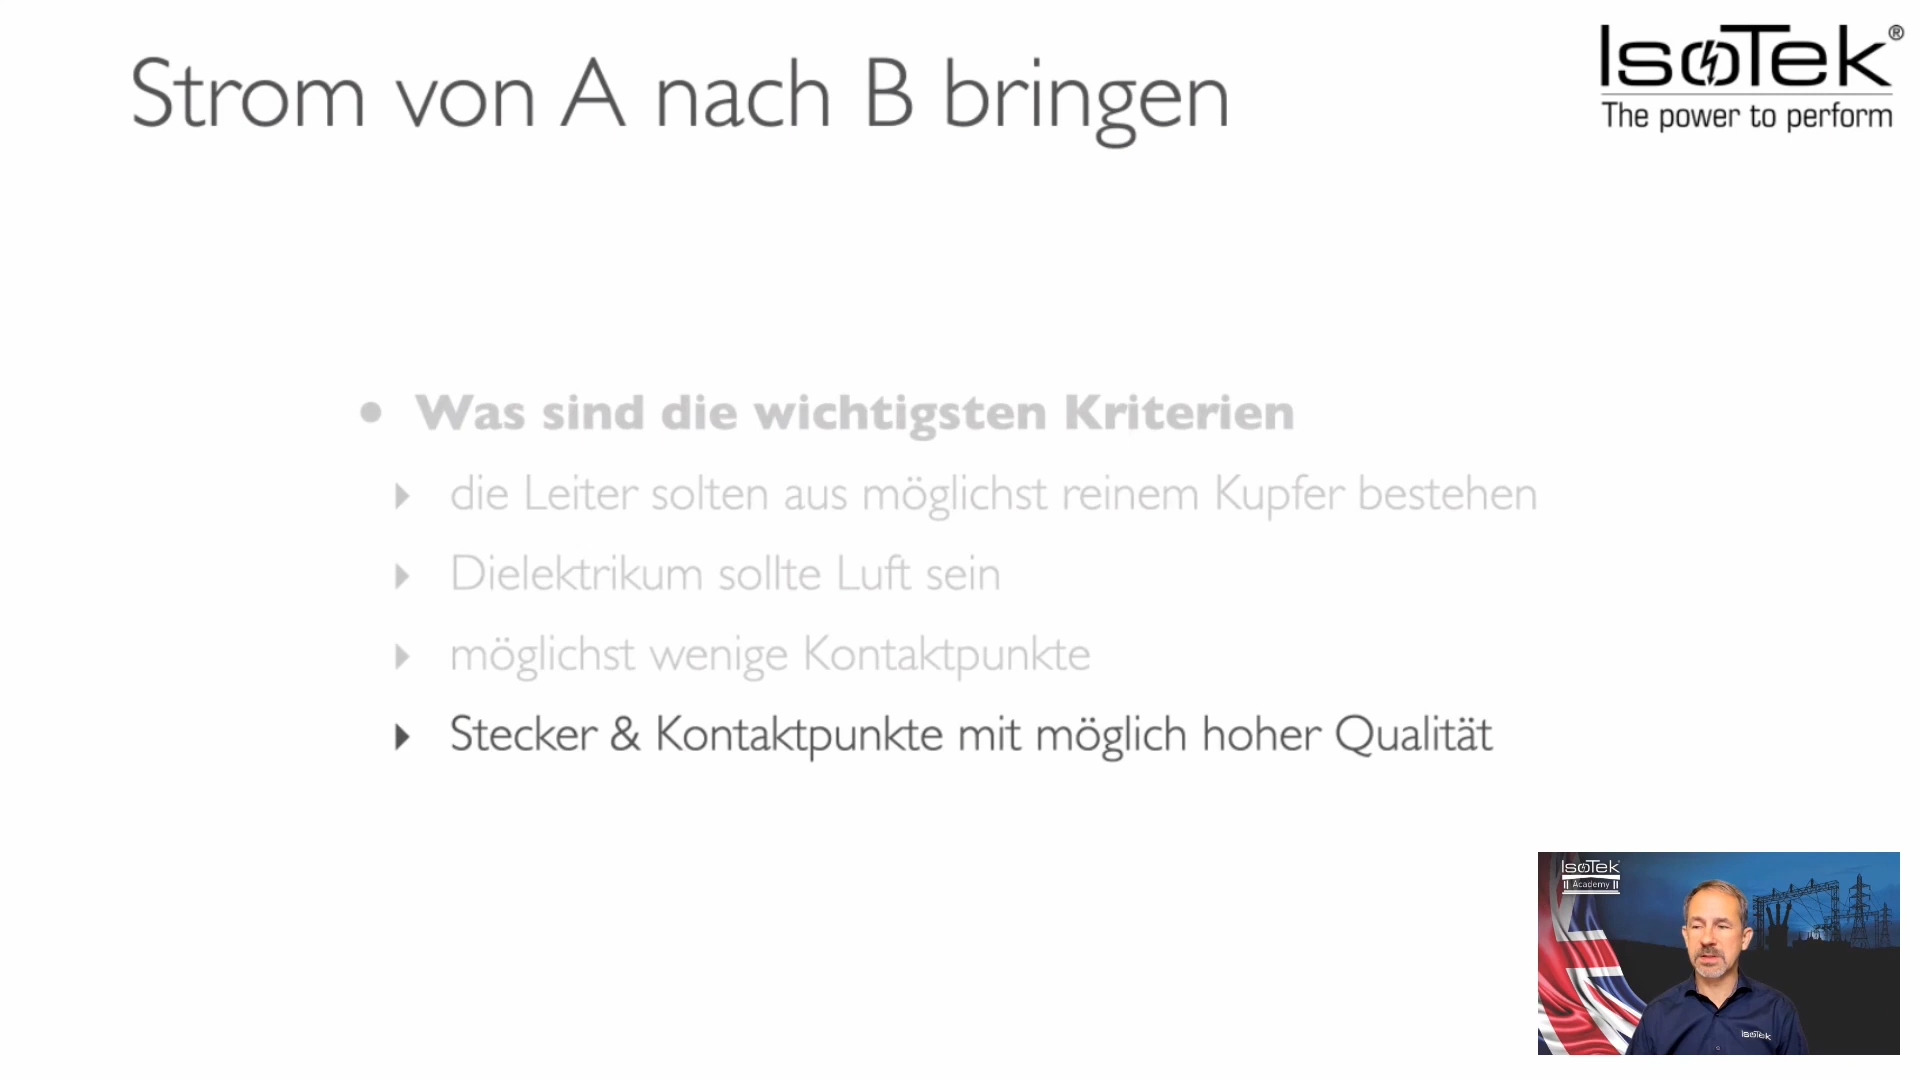 Strom von A nach B bringen
IsoTek®
The power to perform
• Was sind die wichtigsten Kriterien
die Leiter solten aus möglichst reinem Kupfer bestehen
Dielektrikum sollte Luft sein
möglichst wenige Kontaktpunkte
Stecker & Kontaktpunkte mit möglich hoher Qualität
IsoTek
Academy
IsoTek